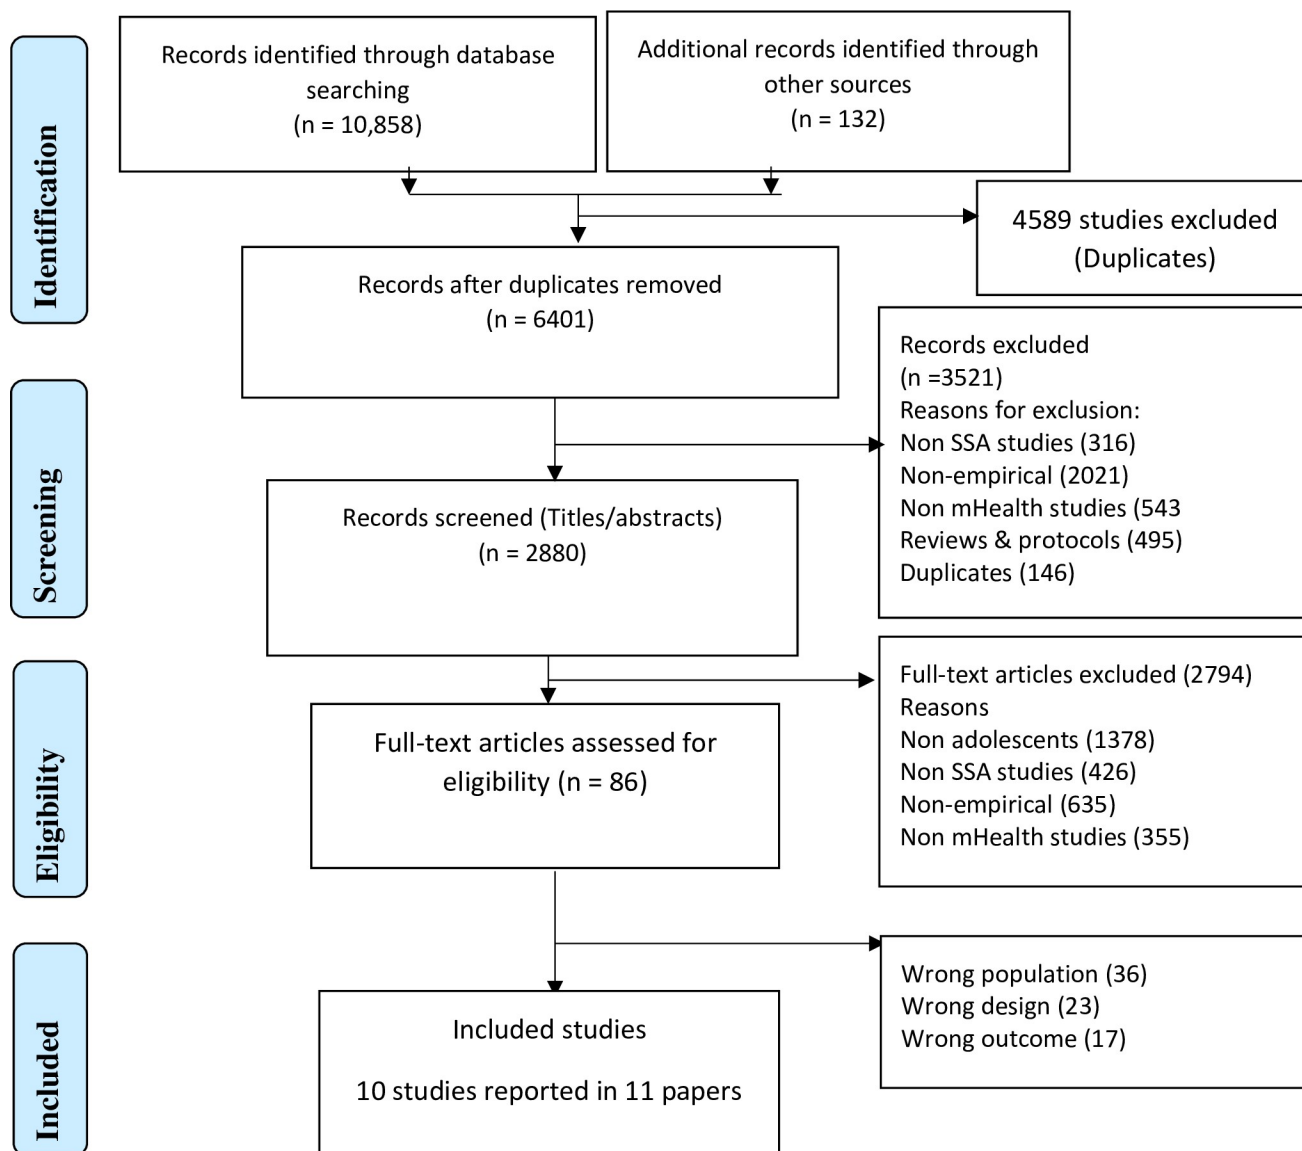 Records identified through database
searching
(n = 10,858)
Additional records identified through
other sources
(n = 132)
4589 studies excluded
(Duplicates)
Identification
Records after duplicates removed
(n = 6401)
Records excluded
(n =3521)
Reasons for exclusion:
Non SSA studies (316)
Non-empirical (2021)
Non mHealth studies (543
Reviews & protocols (495)
Duplicates (146)
Screening
Records screened (Titles/abstracts)
(n = 2880)
Full-text articles excluded (2794)
Reasons
Non adolescents (1378)
Non SSA studies (426)
Non-empirical (635)
Non mHealth studies (355)
Eligibility
Full-text articles assessed for
eligibility (n = 86)
Wrong population (36)
Wrong design (23)
Wrong outcome (17)
Included
Included studies
10 studies reported in 11 papers